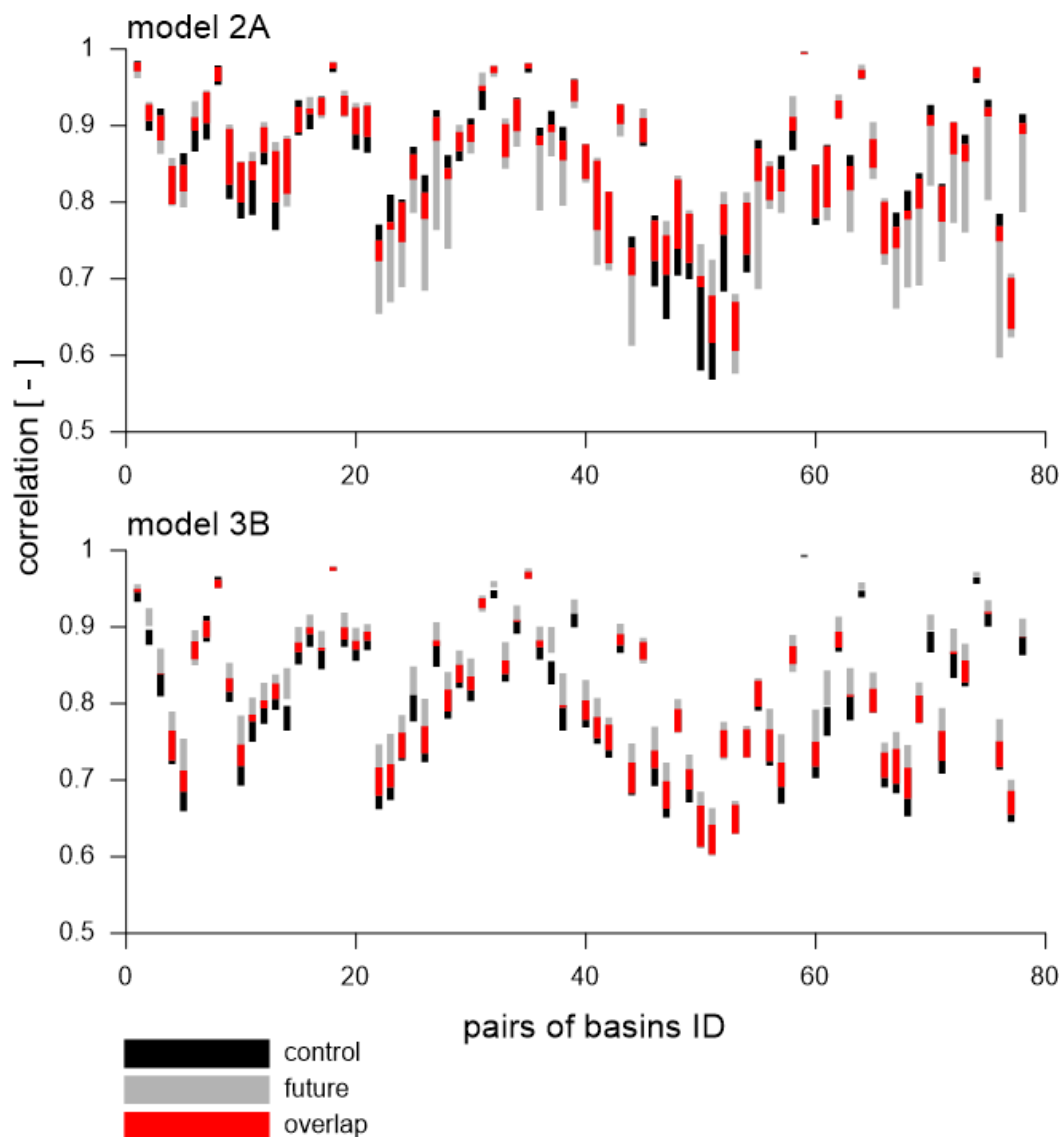 model 2A
1
0.9
0.8
0.7
0.6
0.5
0 20 40 60 80
correlation [ - ]
model 3B
1
0.9
0.8
0.7
0.6
0.5
0 20 40 60 80
pairs of basins ID
control
future
overlap